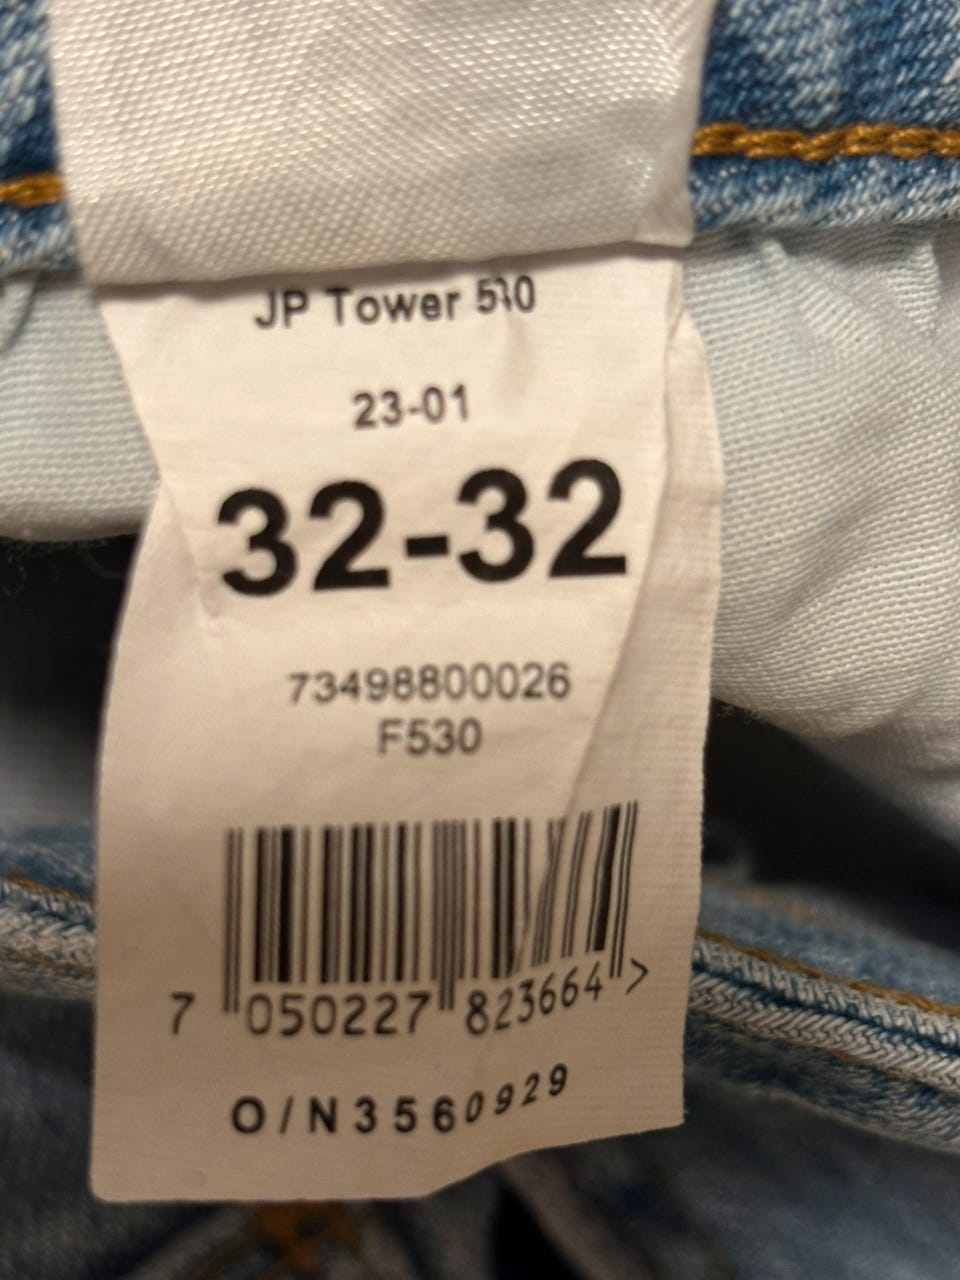 JP Tower 530
23-01
32-32
73498800026
F530
7 050227 823664 >
O/N3560929